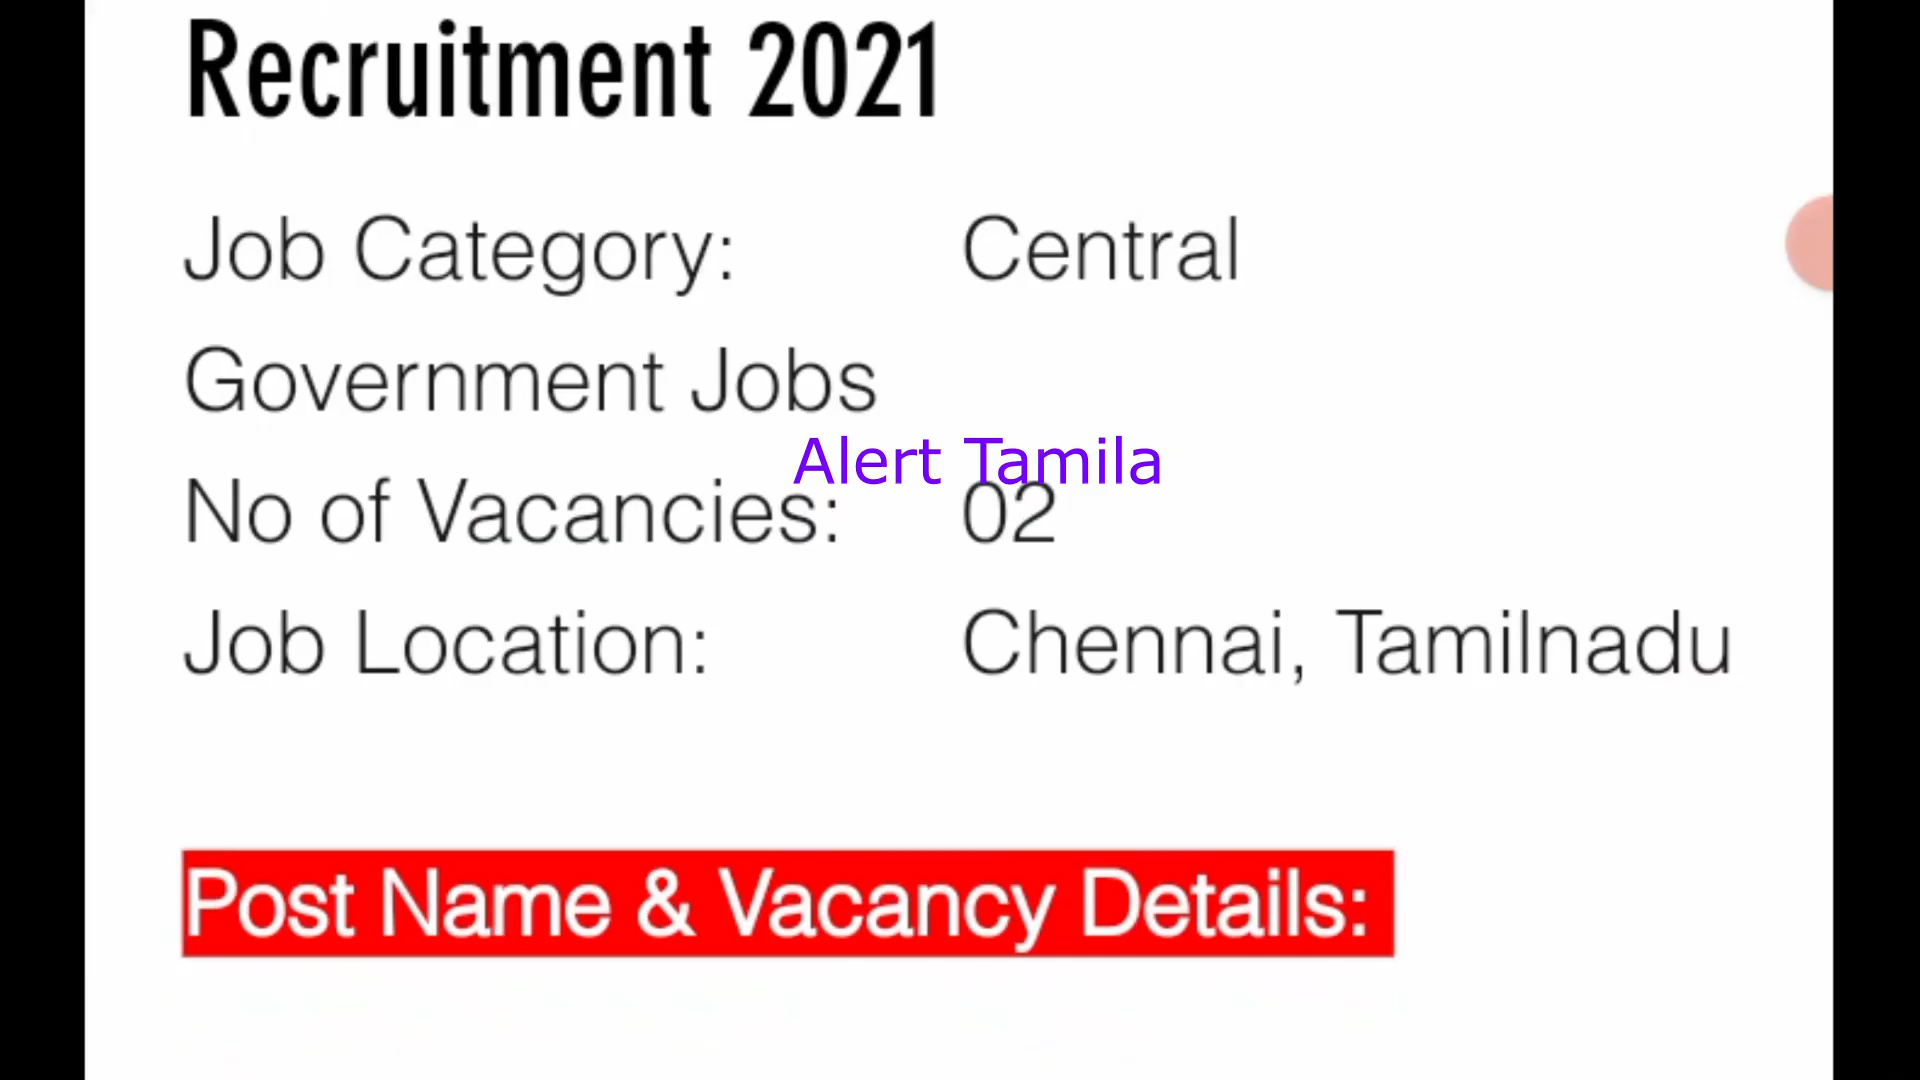 Recruitment 2021
Job Category: Central
Government Jobs
Alert Tamila
No of Vacancies: 02
Job Location: Chennai, Tamilnadu
Post Name & Vacancy Details: